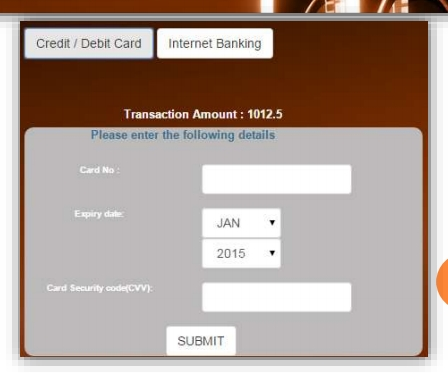 Credit / Debit Card Internet Banking
Transaction Amount : 1012.5
Please enter the following details
Card No :
Expiry date:
JAN
2015
Card Security code(CVV):
SUBMIT